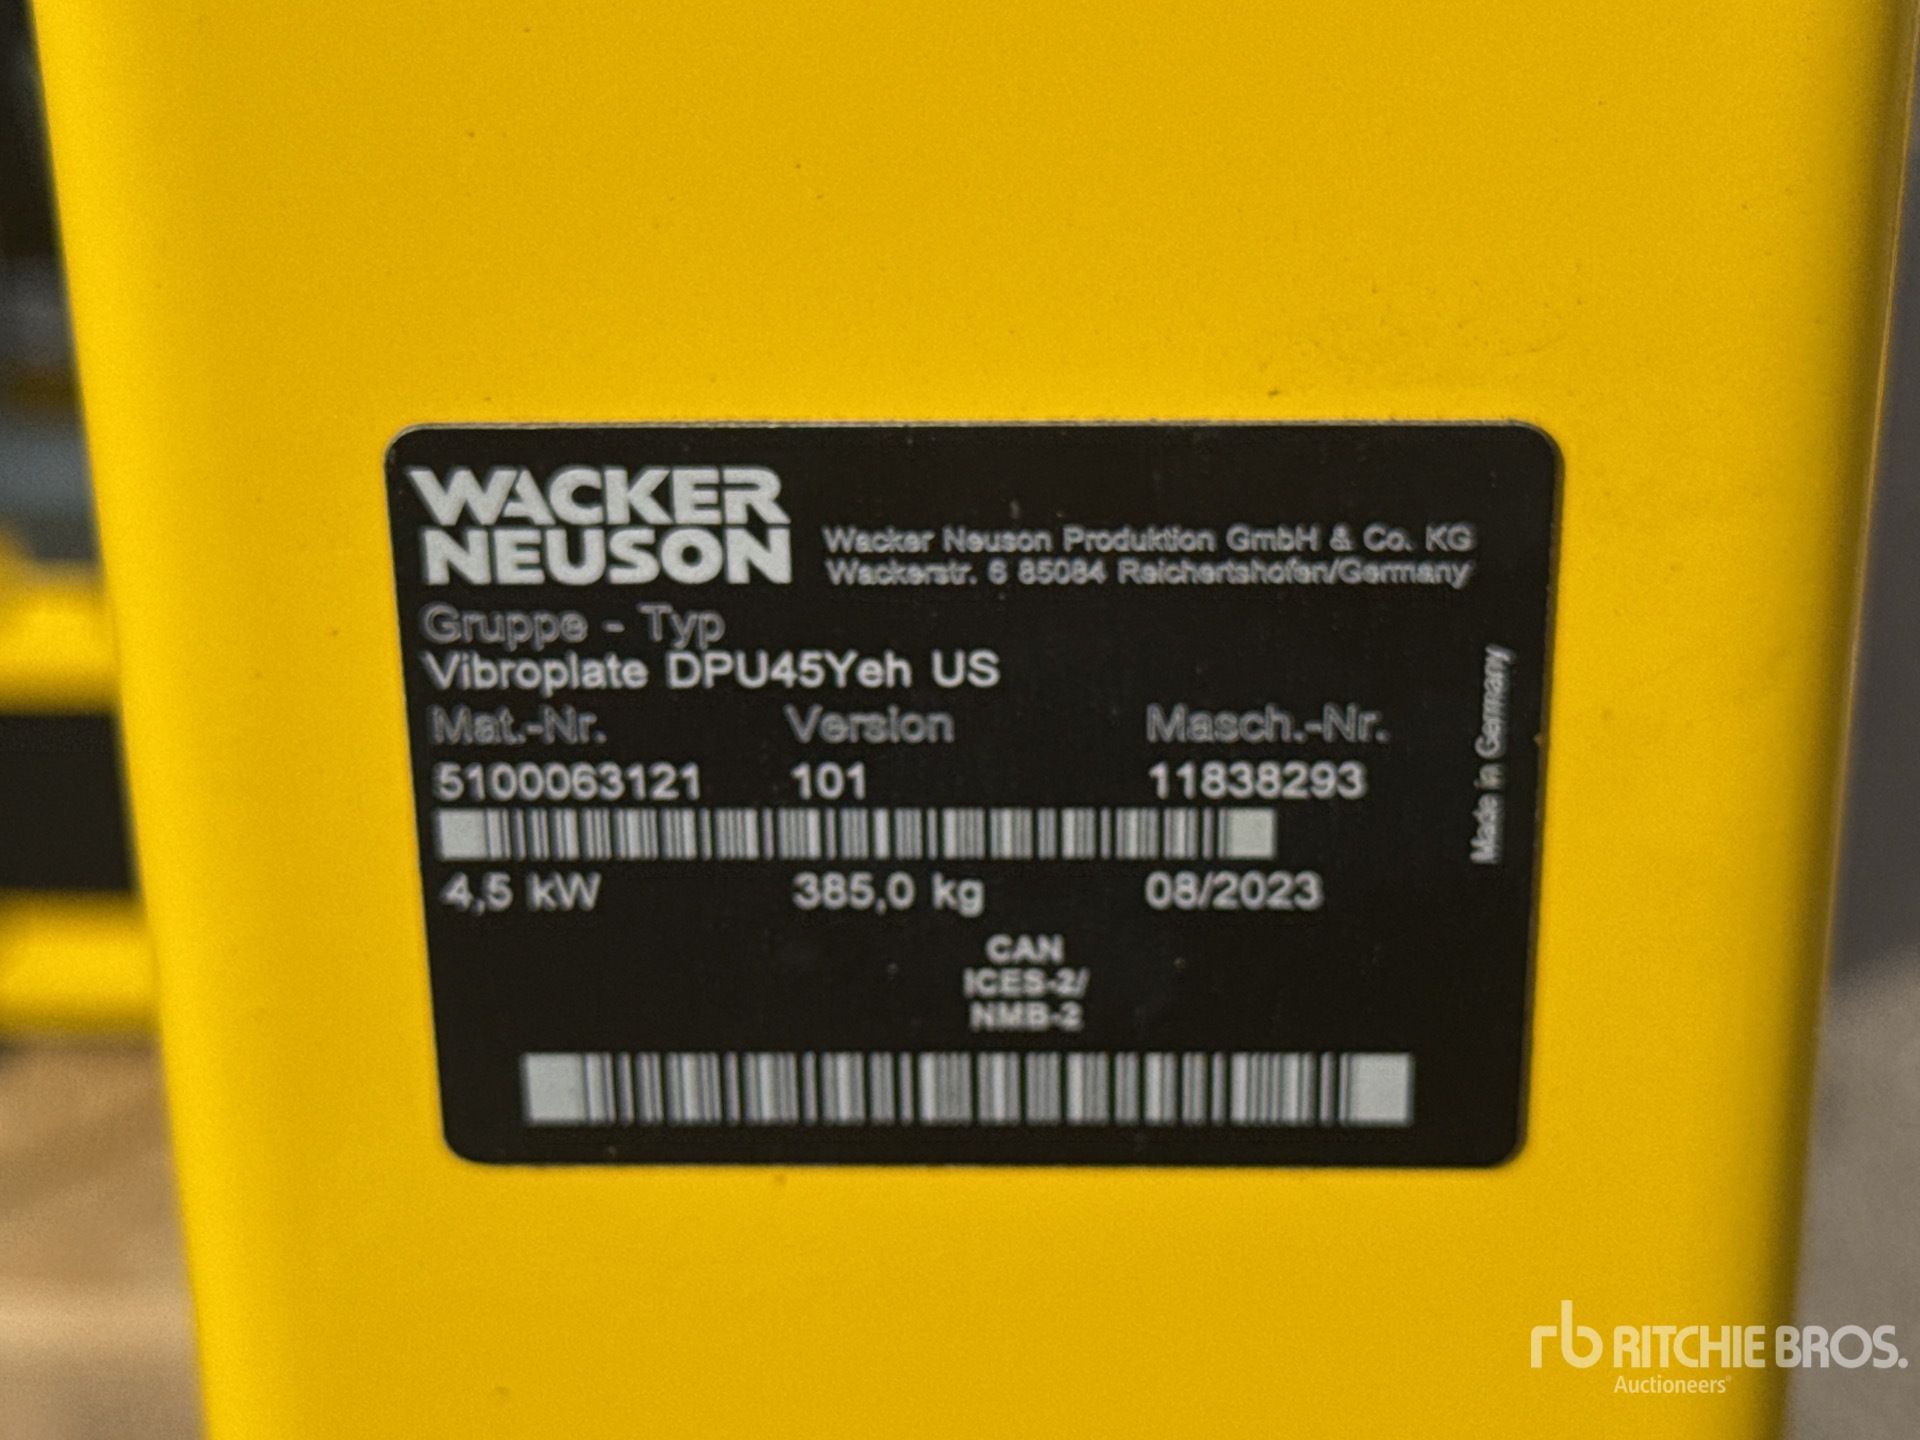 WACKER
NEUSON
Wacker Neuson Produktion GmbH & Co. KG
Wackerstr. 6 85084 Reichertshofen/Germany
Gruppe - Typ
Vibroplate DPU45Yeh US
Mat.-Nr. Version Masch.-Nr.
5100063121 101 11838293
4,5 kW 385,0 kg 08/2023
CAN
ICES-2/
NMB-2
Made in Germany
rb RITCHIE BROS.
Auctioneers